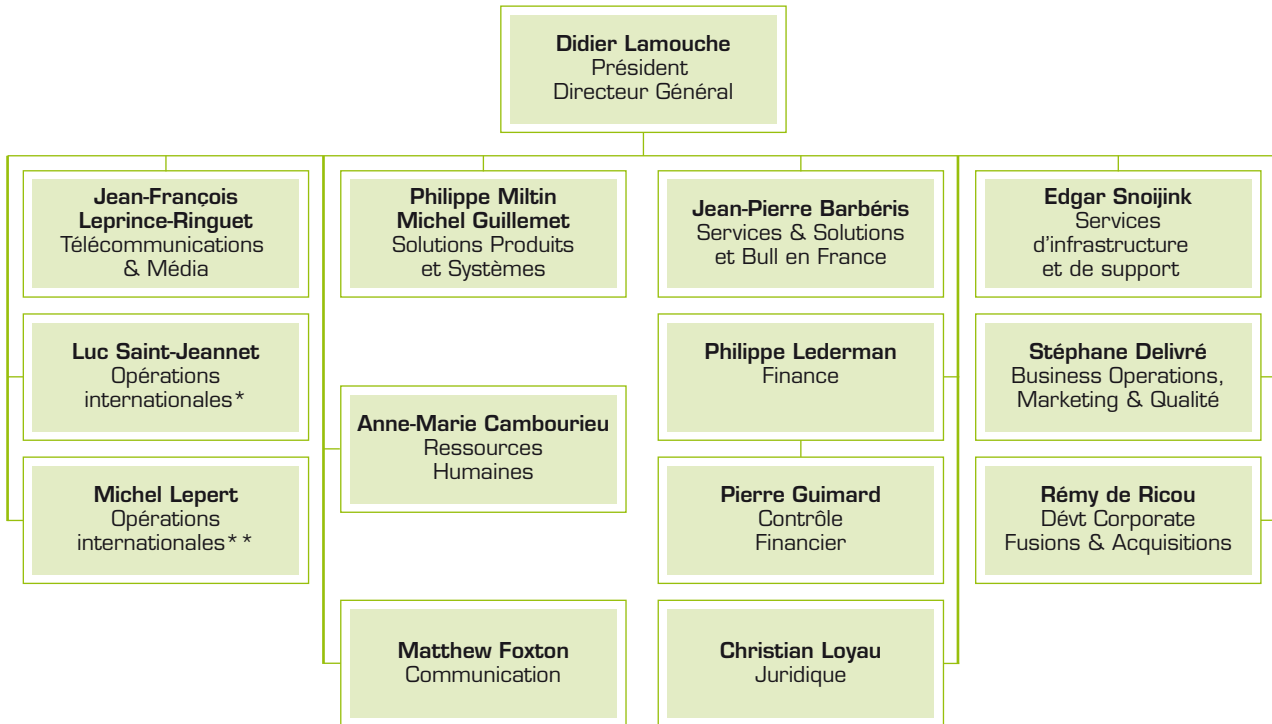 Didier Lamouche
Président
Directeur Général
Jean-François
Leprince-Ringuet
Télécommunications
& Média
Philippe Miltin
Michel Guillemet
Solutions Produits
et Systèmes
Jean-Pierre Barbéris
Services & Solutions
et Bull en France
Edgar Snoijink
Services
d'infrastructure
et de support
Luc Saint-Jeannet
Opérations
internationales*
Philippe Lederman
Finance
Stéphane Delivré
Business Operations,
Marketing & Qualité
Anne-Marie Cambourieu
Ressources
Humaines
Michel Lepert
Opérations
internationales**
Pierre Guimard
Contrôle
Financier
Rémy de Ricou
Dévt Corporate
Fusions & Acquisitions
Matthew Foxton
Communication
Christian Loyau
Juridique